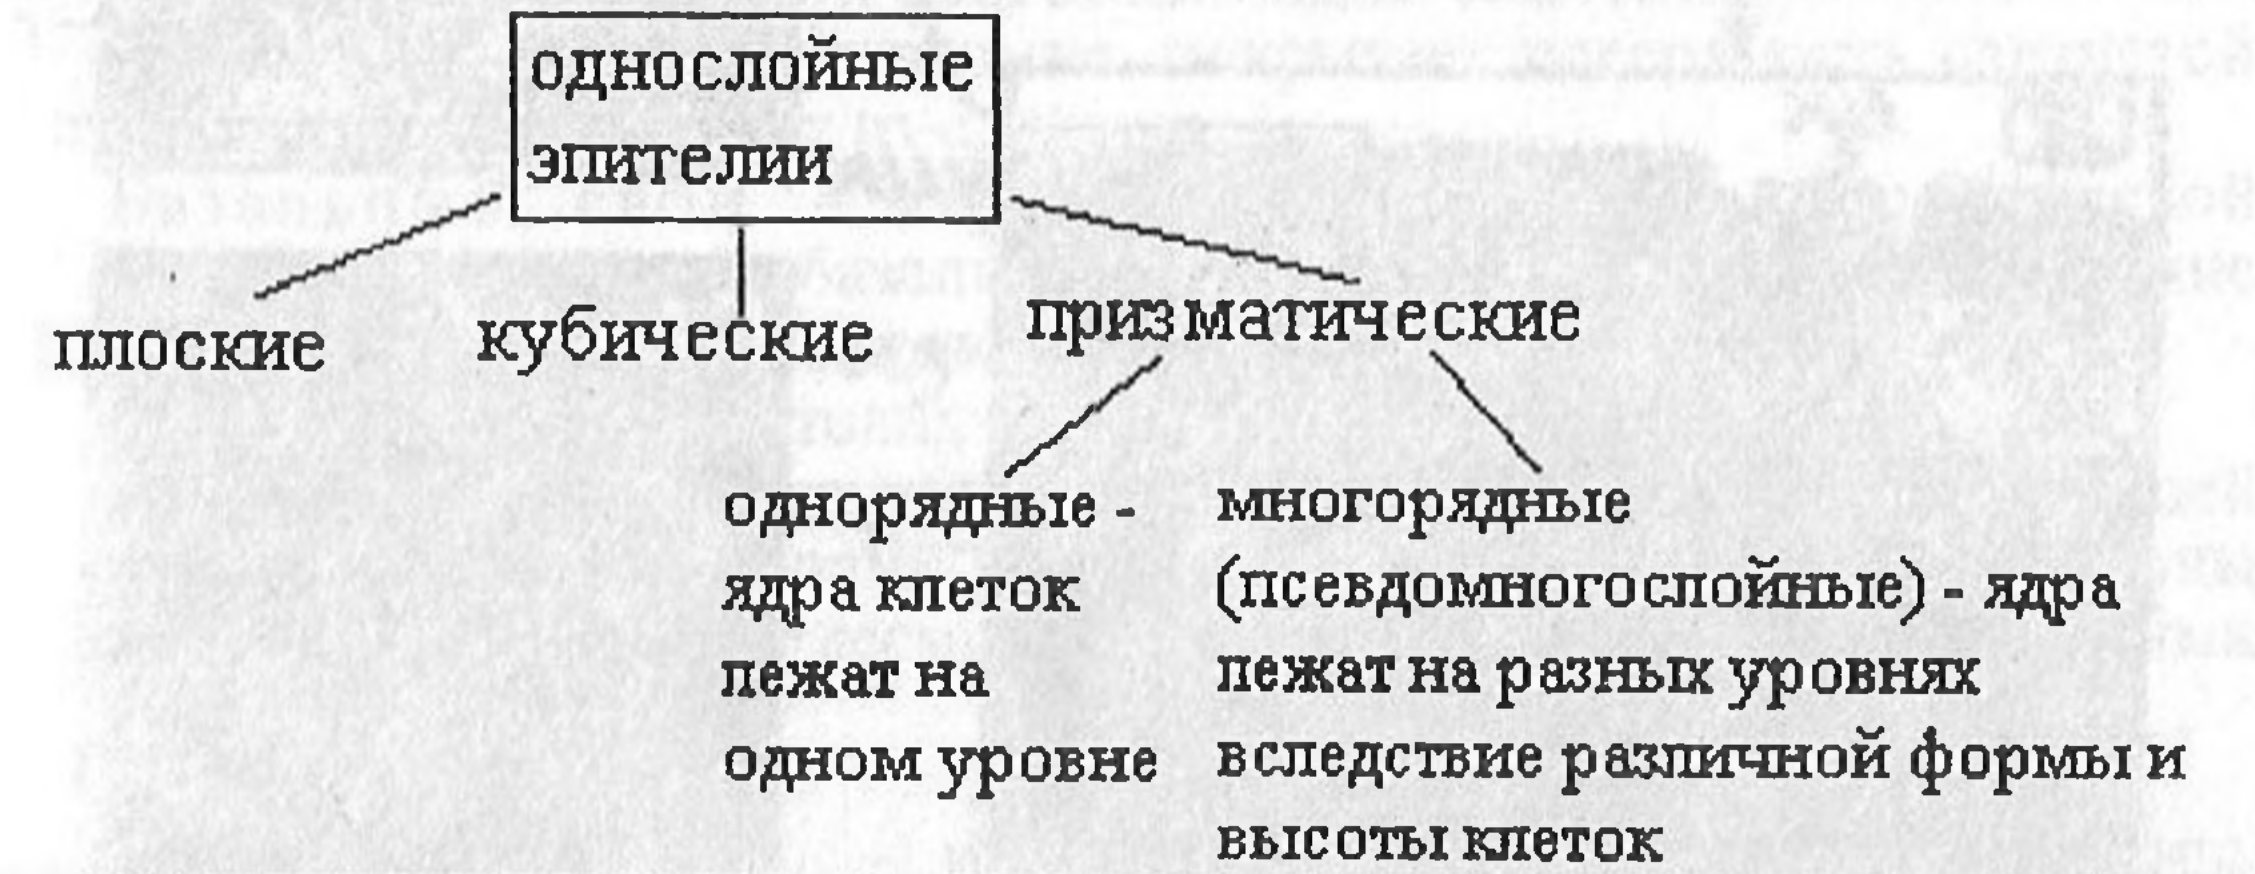 однослойные
эпителии
плоские
кубические
призматические
однорядные -
ядра клеток
лежат на
одном уровне
многорядные
(псевдомногослойные) - ядра
лежат на разных уровнях
вследствие различной формы и
высоты клеток